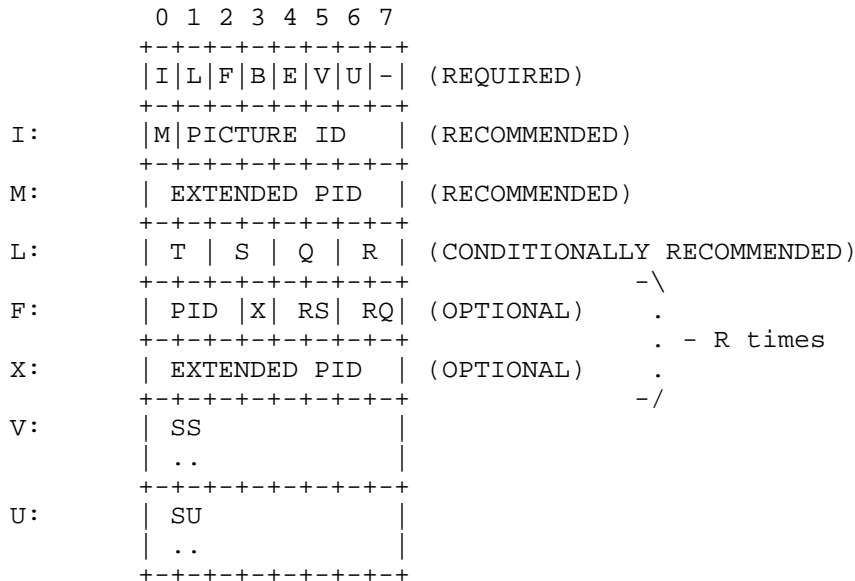 0 1 2 3 4 5 6 7
        +-+-+-+-+-+-+-+-+
        |I|L|F|B|E|V|U|-| (REQUIRED)
        +-+-+-+-+-+-+-+-+
I:      |M|PICTURE ID   | (RECOMMENDED)
        +-+-+-+-+-+-+-+-+
M:      | EXTENDED PID  | (RECOMMENDED)
        +-+-+-+-+-+-+-+-+
L:      | T | S | Q | R | (CONDITIONALLY RECOMMENDED)
        +-+-+-+-+-+-+-+-+              -\
F:      | PID |X| RS| RQ| (OPTIONAL)    .
        +-+-+-+-+-+-+-+-+               . - R times
X:      | EXTENDED PID  | (OPTIONAL)    .
        +-+-+-+-+-+-+-+-+              -/
V:      | SS            |
        | ..            |
        +-+-+-+-+-+-+-+-+
U:      | SU            |
        | ..            |
        +-+-+-+-+-+-+-+-+